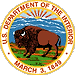 U.S. DEPARTMENT OF THE INTERIOR
MARCH 3, 1849